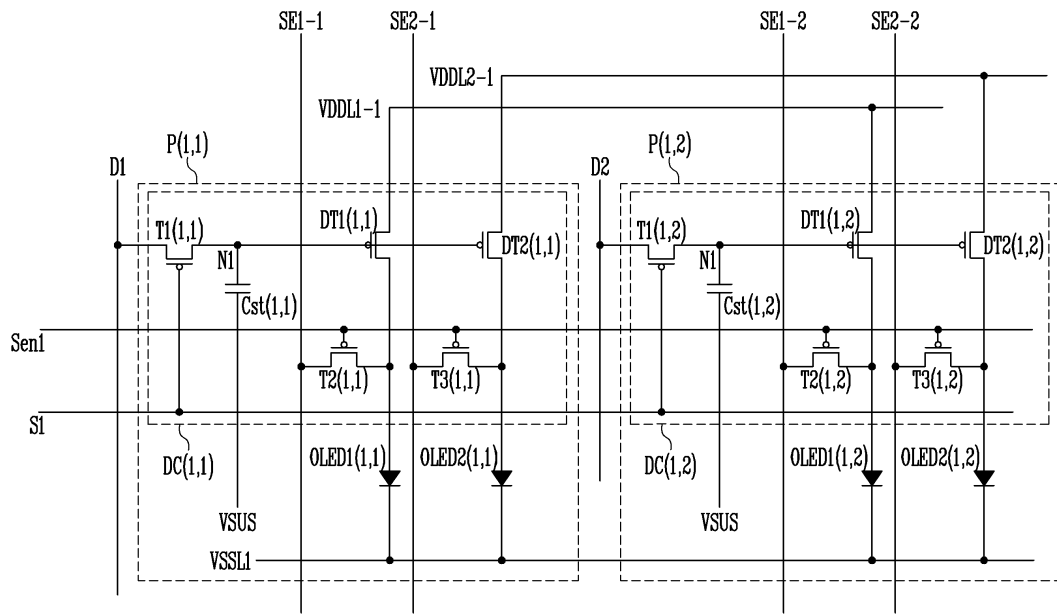 SE1-1 SE2-1 SE1-2 SE2-2
VDDL2-1
VDDL1-1
P(1,1) P(1,2)
D1 D2
T1(1,1) DT1(1,1) T1(1,2) DT1(1,2)
N1 DT2(1,1) N1 DT2(1,2)
Cst(1,1) Cst(1,2)
Sen1
T2(1,1) T3(1,1) T2(1,2) T3(1,2)
S1
DC(1,1) OLED1(1,1) OLED2(1,1) DC(1,2) OLED1(1,2) OLED2(1,2)
VSUS VSUS
VSSL1